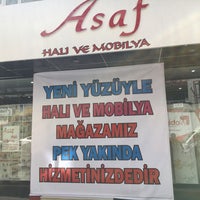 Asaf
HALI VE MOBİLYA
YENİ YÜZÜYLE
HALI VE MOBİLYA
MAĞAZAMIZ
PEK YAKINDA
HİZMETİNİZDEDİR